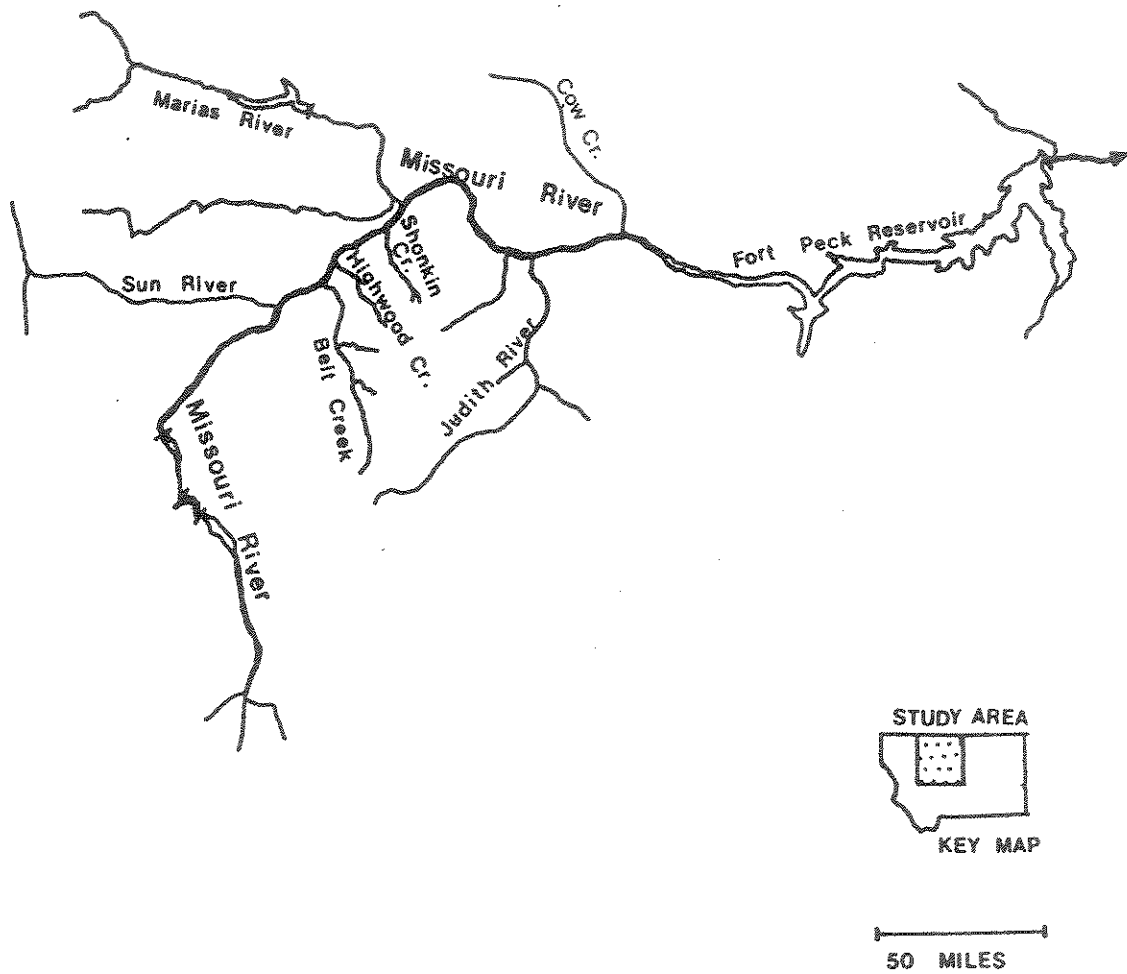 Marias River
Cow Cr.
Missouri River
Shonkin Cr.
Fort Peck Reservoir
Sun River
Highwood Cr.
Belt Creek
Judith River
Missouri River
STUDY AREA
KEY MAP
50 MILES